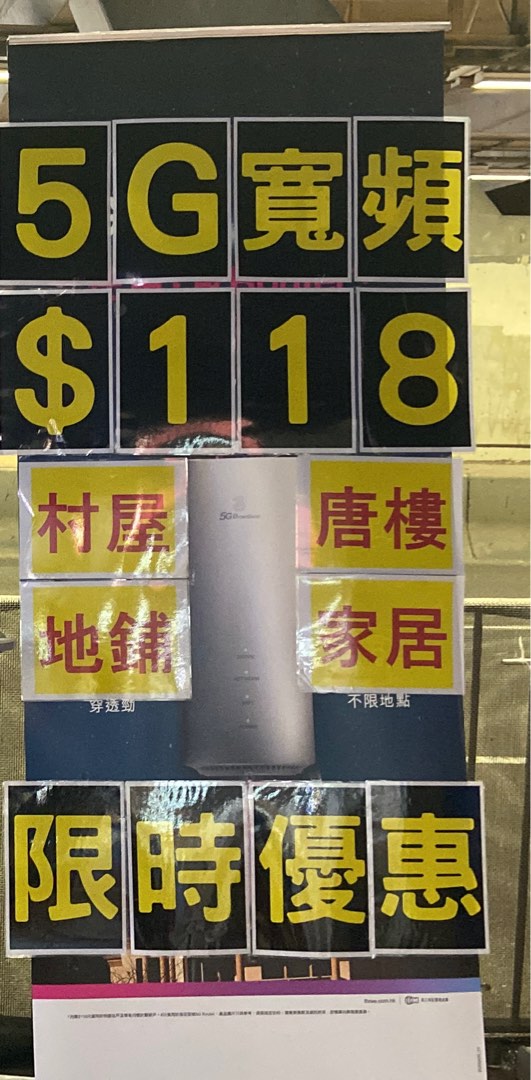 5G寬頻
$118
村屋 唐樓
地鋪 家居
穿透勁 不限地點
限時優惠